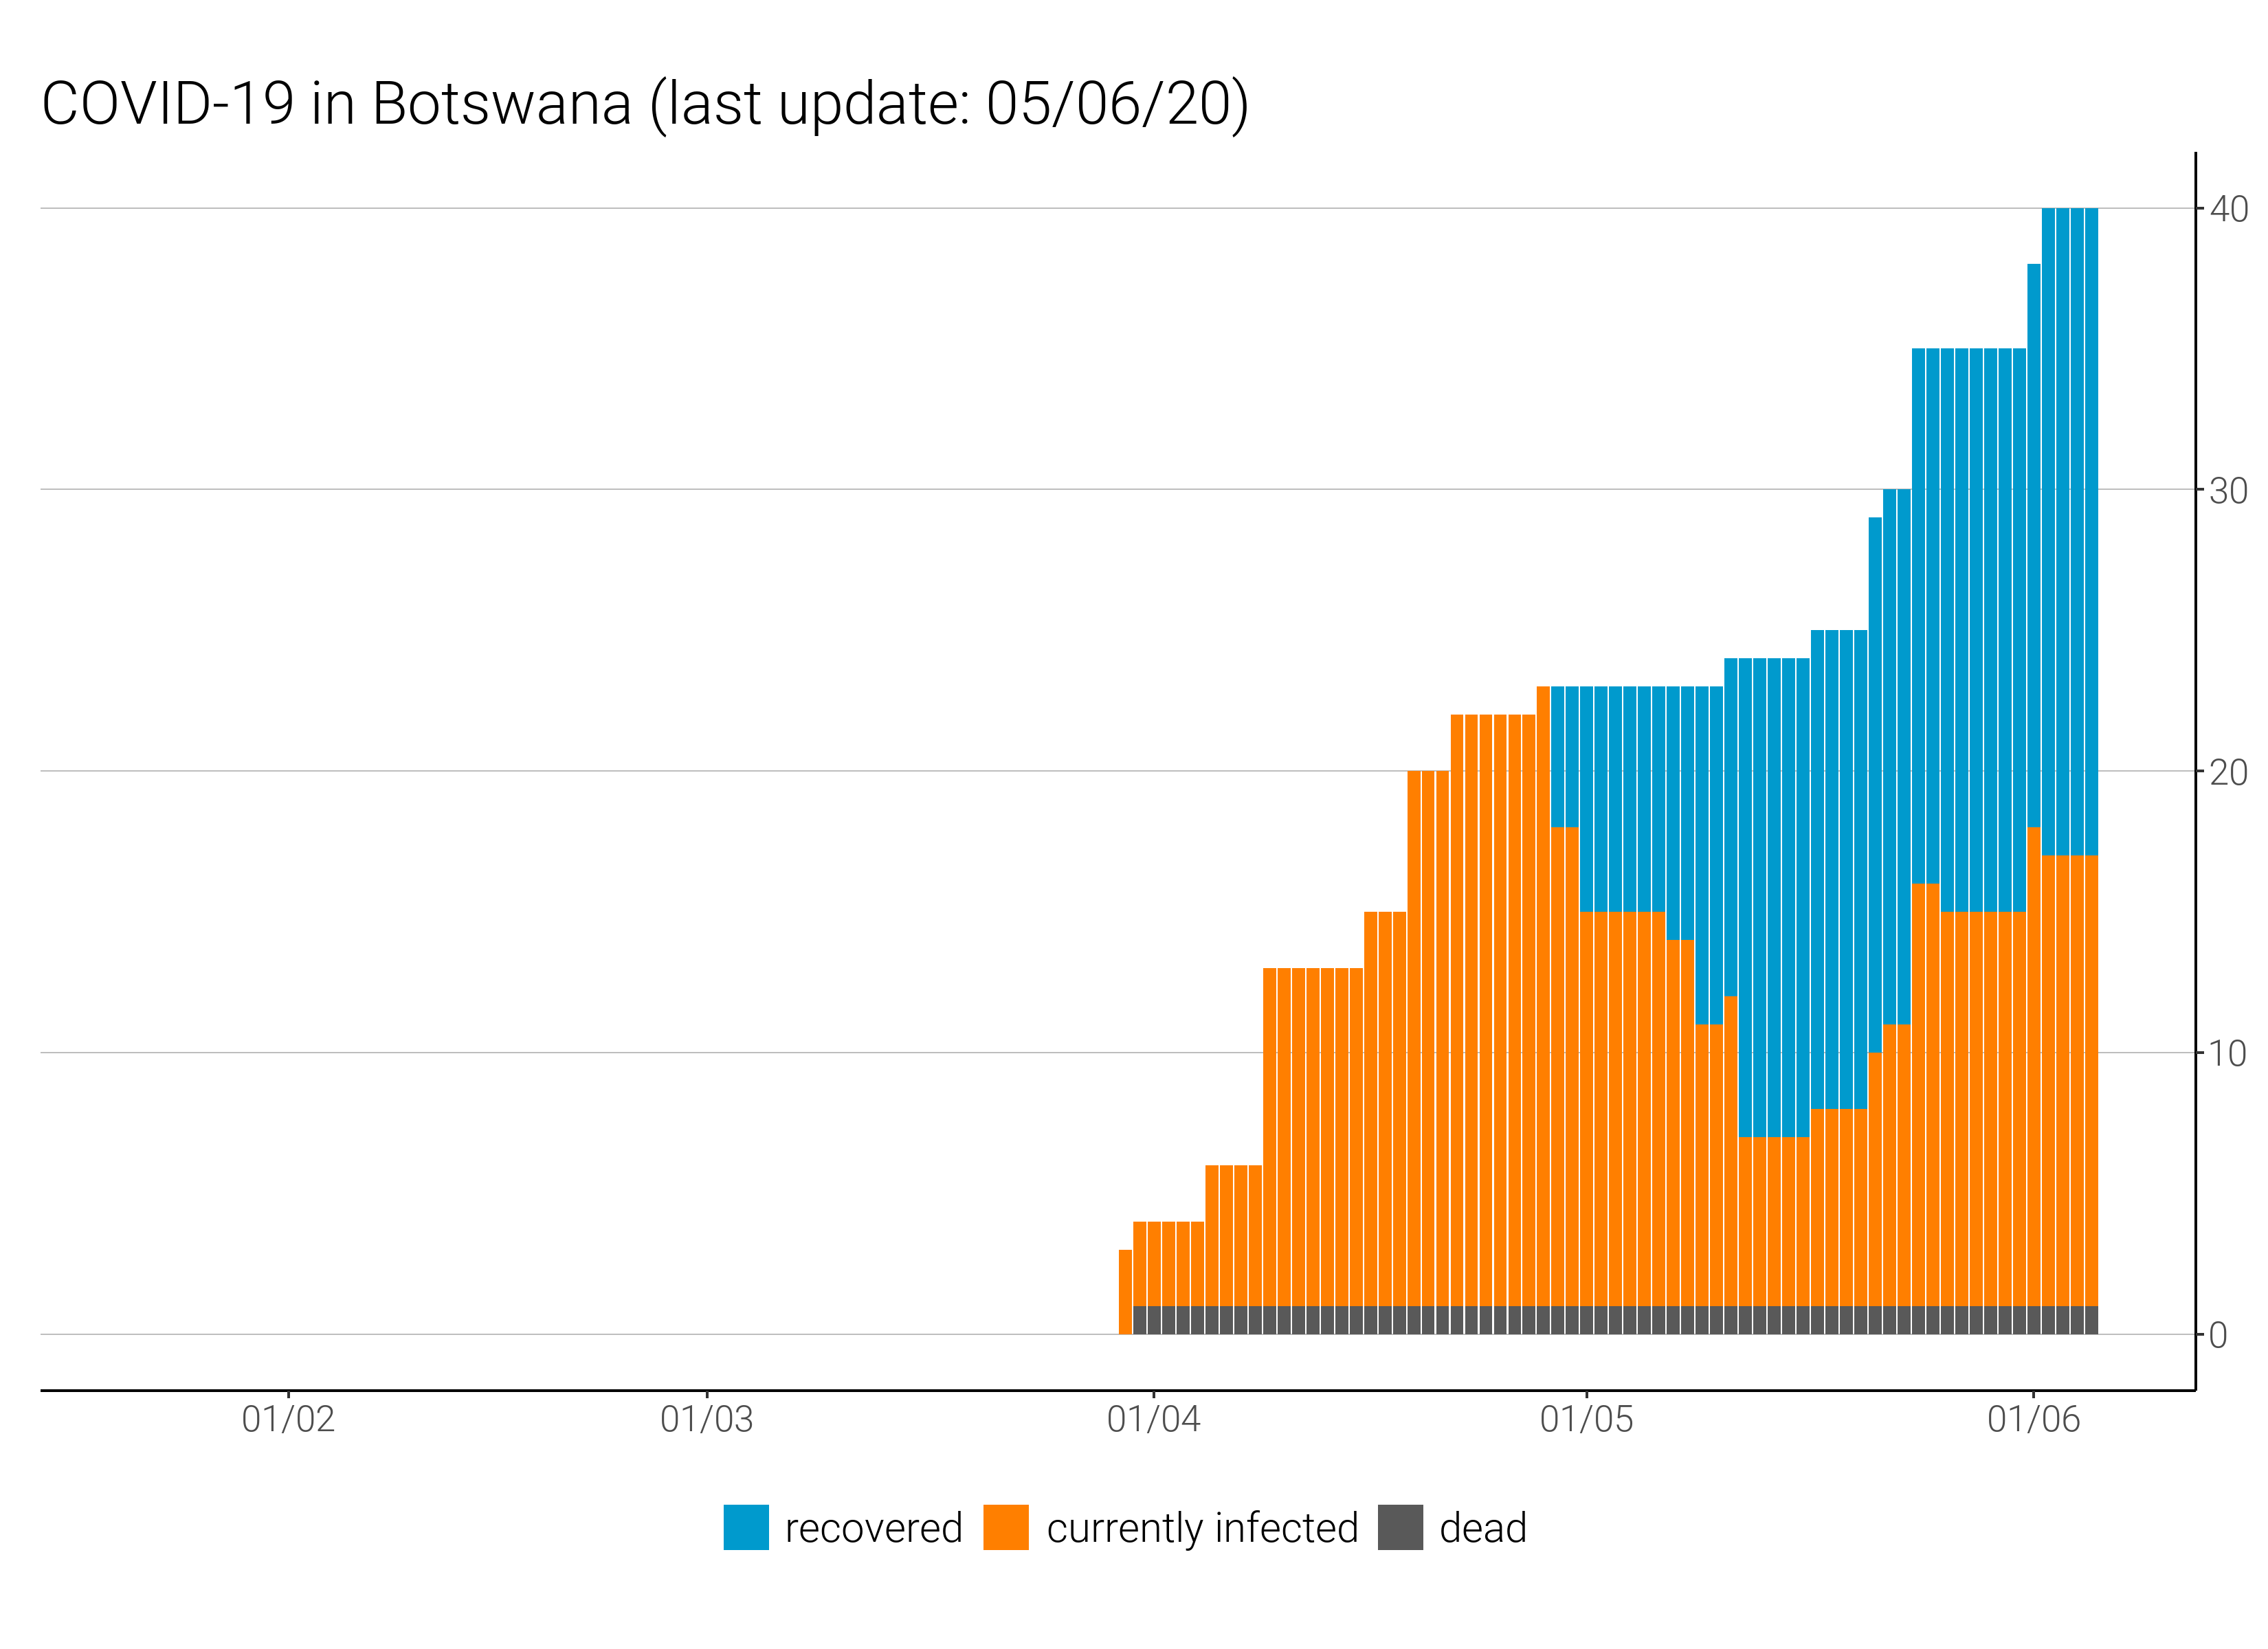 COVID-19 in Botswana (last update: 05/06/20)
40
30
20
10
0
01/02 01/03 01/04 01/05 01/06
recovered currently infected dead